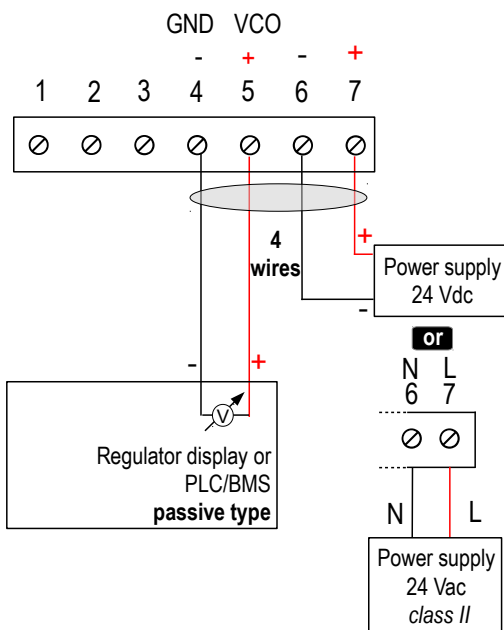 GND VCO
- + - +
1 2 3 4 5 6 7
4
wires
+
Power supply
24 Vdc
-
or
N L
6 7
- +
V
Regulator display or
PLC/BMS
passive type
N L
Power supply
24 Vac
class II